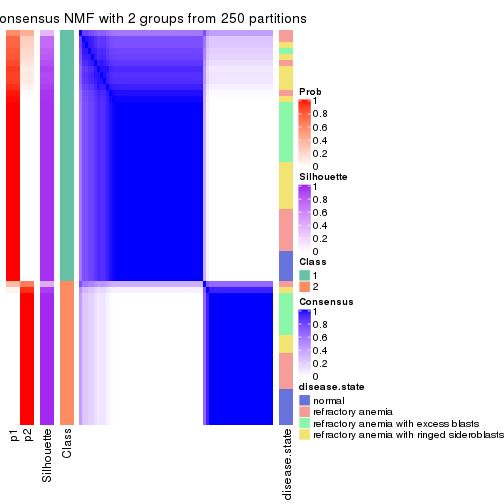 onsensus NMF with 2 groups from 250 partitions
Prob
1
0.8
0.6
0.4
0.2
0
Silhouette
1
0.8
0.6
0.4
0.2
0
Class
1
2
Consensus
1
0.8
0.6
0.4
0.2
0
disease.state
normal
refractory anemia
refractory anemia with excess blasts
refractory anemia with ringed sideroblasts
p1
p2
Silhouette
Class
disease.state